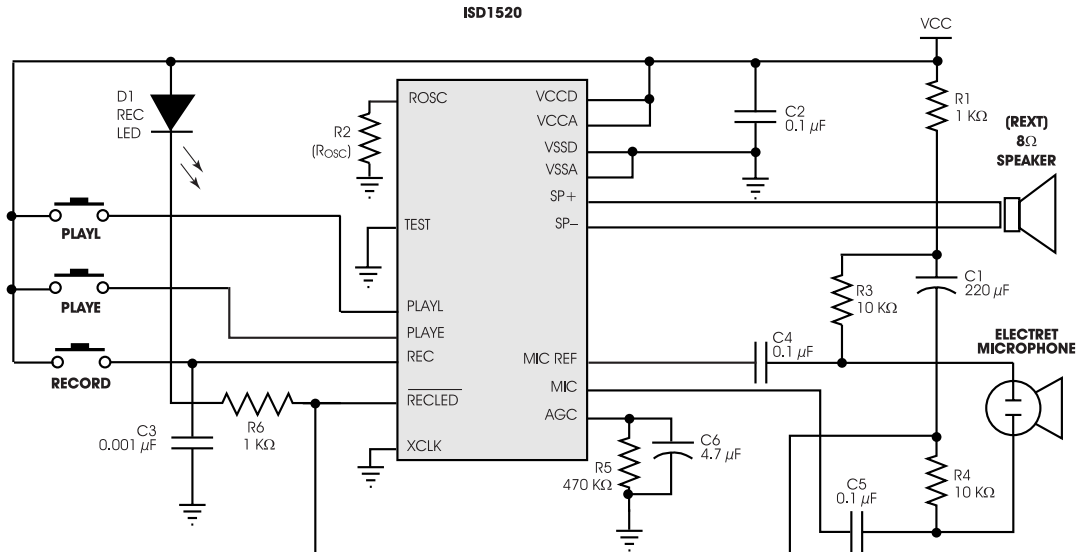 ISD1520
VCC
D1
REC
LED
ROSC
R2
(ROSC)
VCCD
VCCA
VSSD
VSSA
SP+
SP–
C2
0.1 µF
R1
1 KΩ
(REXT)
8Ω
SPEAKER
TEST
PLAYL
PLAYE
RECORD
PLAYL
PLAYE
REC
RECLED
XCLK
R3
10 KΩ
C1
220 µF
MIC REF
MIC
AGC
C4
0.1 µF
ELECTRET
MICROPHONE
C3
0.001 µF
R6
1 KΩ
R5
470 KΩ
C6
4.7 µF
C5
0.1 µF
R4
10 KΩ